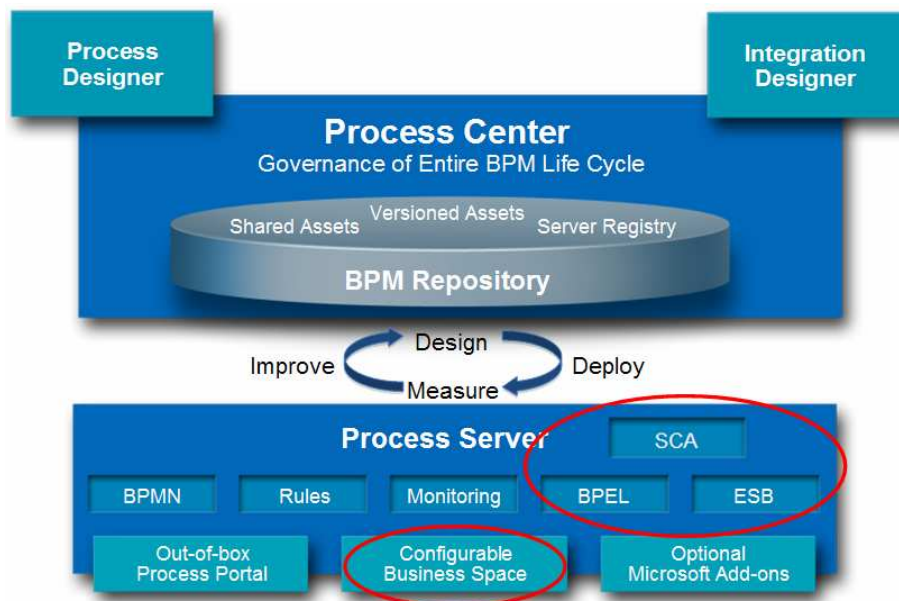 Process
Designer
Integration
Designer
Process Center
Governance of Entire BPM Life Cycle
Shared Assets
Versioned Assets
Server Registry
BPM Repository
Design
Improve
Deploy
Measure
Process Server
SCA
BPMN
Rules
Monitoring
BPEL
ESB
Out-of-box
Process Portal
Configurable
Business Space
Optional
Microsoft Add-ons